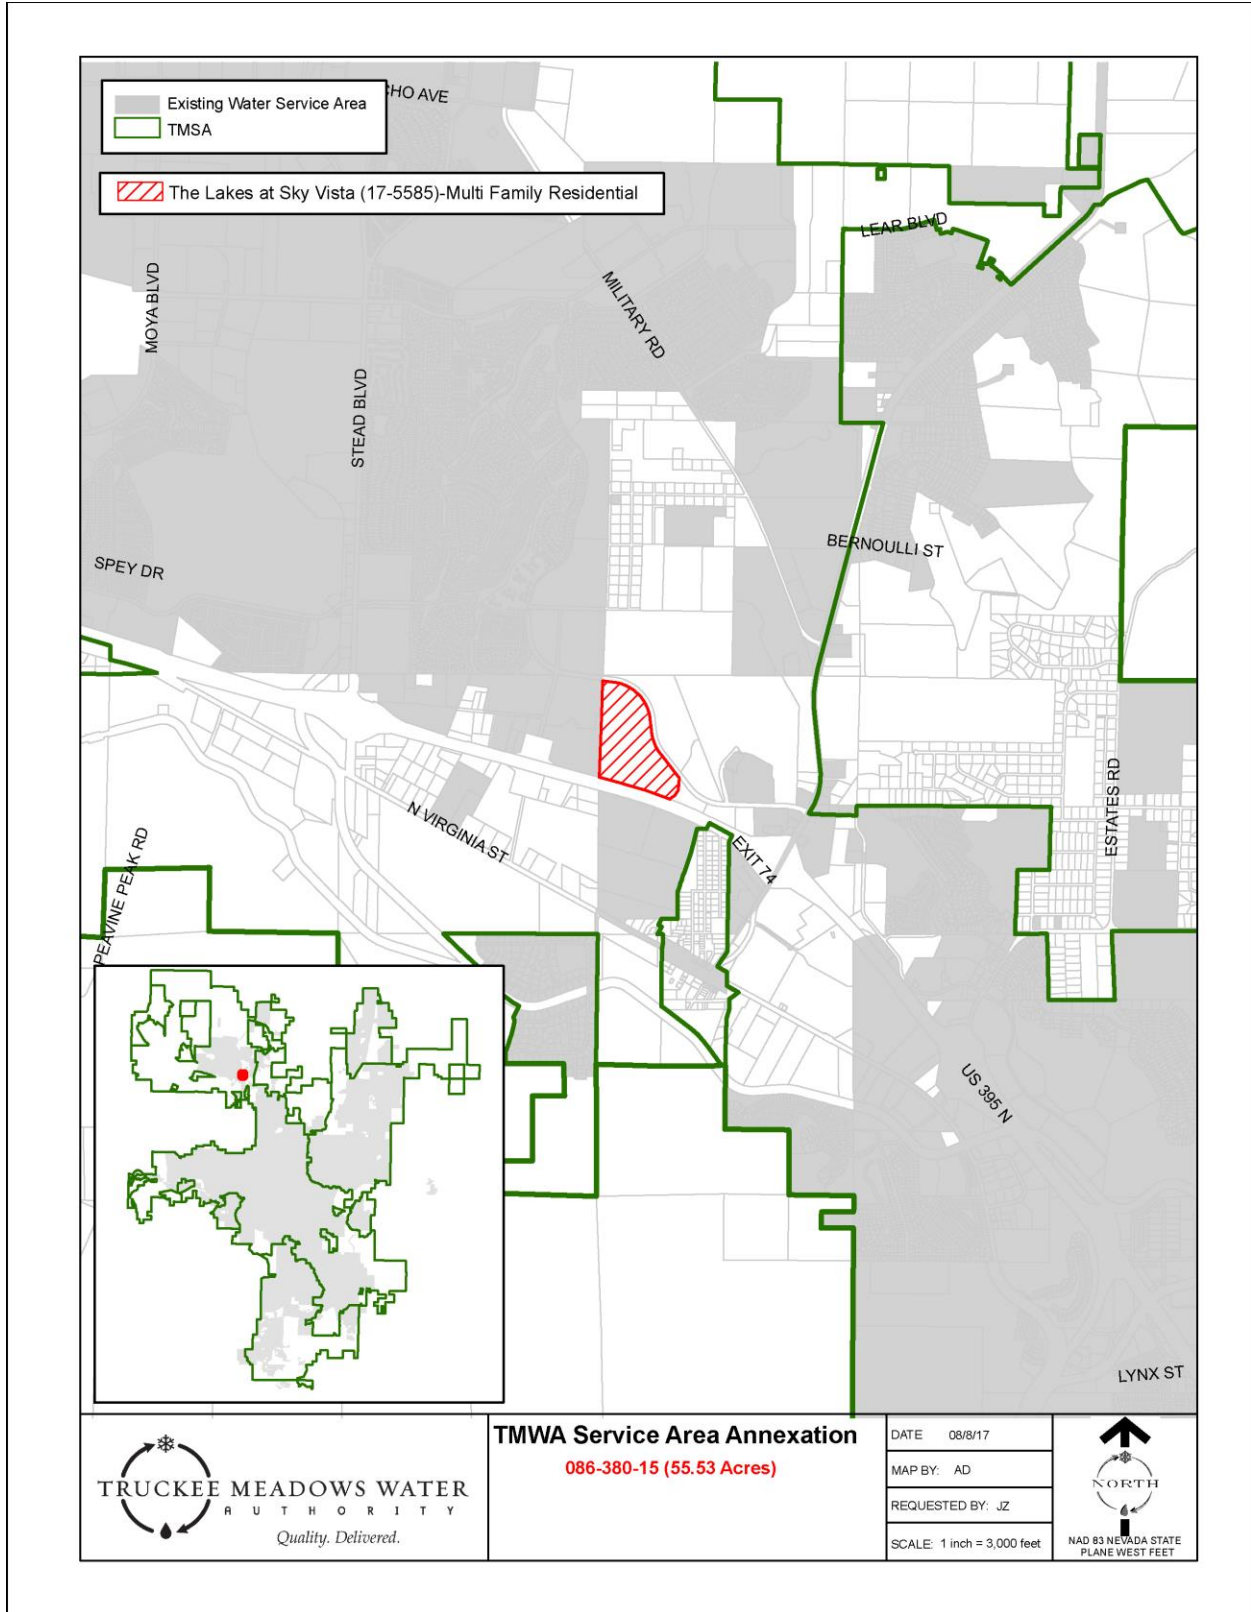 Existing Water Service Area
TMSA
CHO AVE
The Lakes at Sky Vista (17-5585)-Multi Family Residential
LEAR BLVD
MOYA BLVD
MILITARY RD
STEAD BLVD
BERNOULLI ST
SPEY DR
N VIRGINIA ST
EXIT 74
ESTATES RD
PEAVINE PEAK RD
US 395 N
LYNX ST
TRUCKEE MEADOWS WATER
AUTHORITY
Quality. Delivered.
TMWA Service Area Annexation
086-380-15 (55.53 Acres)
DATE 08/8/17
MAP BY: AD
REQUESTED BY: JZ
SCALE: 1 inch = 3,000 feet
NORTH
NAD 83 NEVADA STATE
PLANE WEST FEET